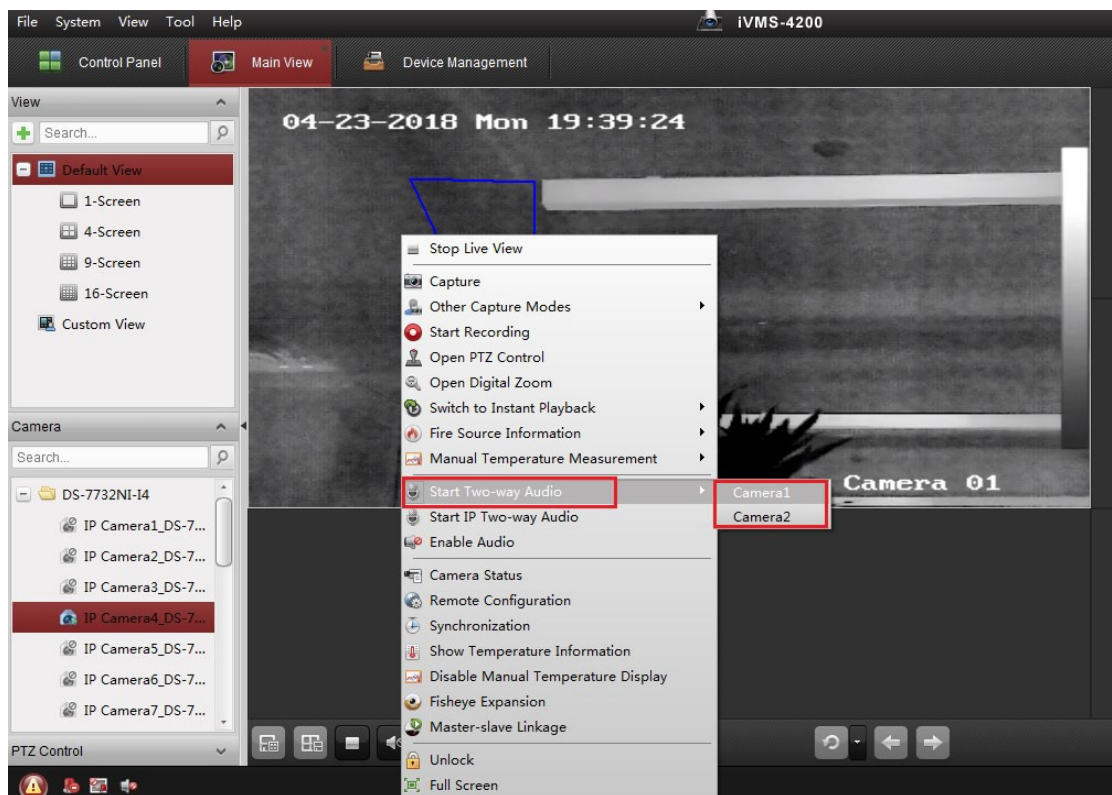 File System View Tool Help
iVMS-4200
Control Panel
Main View
Device Management
View
Search...
Default View
1-Screen
4-Screen
9-Screen
16-Screen
Custom View
Camera
Search...
DS-7732NI-I4
IP Camera1_DS-7...
IP Camera2_DS-7...
IP Camera3_DS-7...
IP Camera4_DS-7...
IP Camera5_DS-7...
IP Camera6_DS-7...
IP Camera7_DS-7...
PTZ Control
04-23-2018 Mon 19:39:24
Camera 01
Stop Live View
Capture
Other Capture Modes
Start Recording
Open PTZ Control
Open Digital Zoom
Switch to Instant Playback
Fire Source Information
Manual Temperature Measurement
Start Two-way Audio
Camera1
Camera2
Start IP Two-way Audio
Enable Audio
Camera Status
Remote Configuration
Synchronization
Show Temperature Information
Disable Manual Temperature Display
Fisheye Expansion
Master-slave Linkage
Unlock
Full Screen